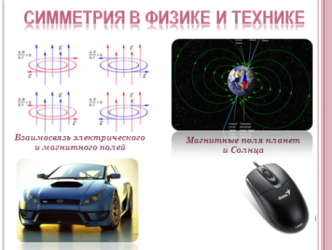 СИММЕТРИЯ В ФИЗИКЕ И ТЕХНИКЕ
Взаимосвязь электрического
и магнитного полей
Магнитные поля планет
и Солнца